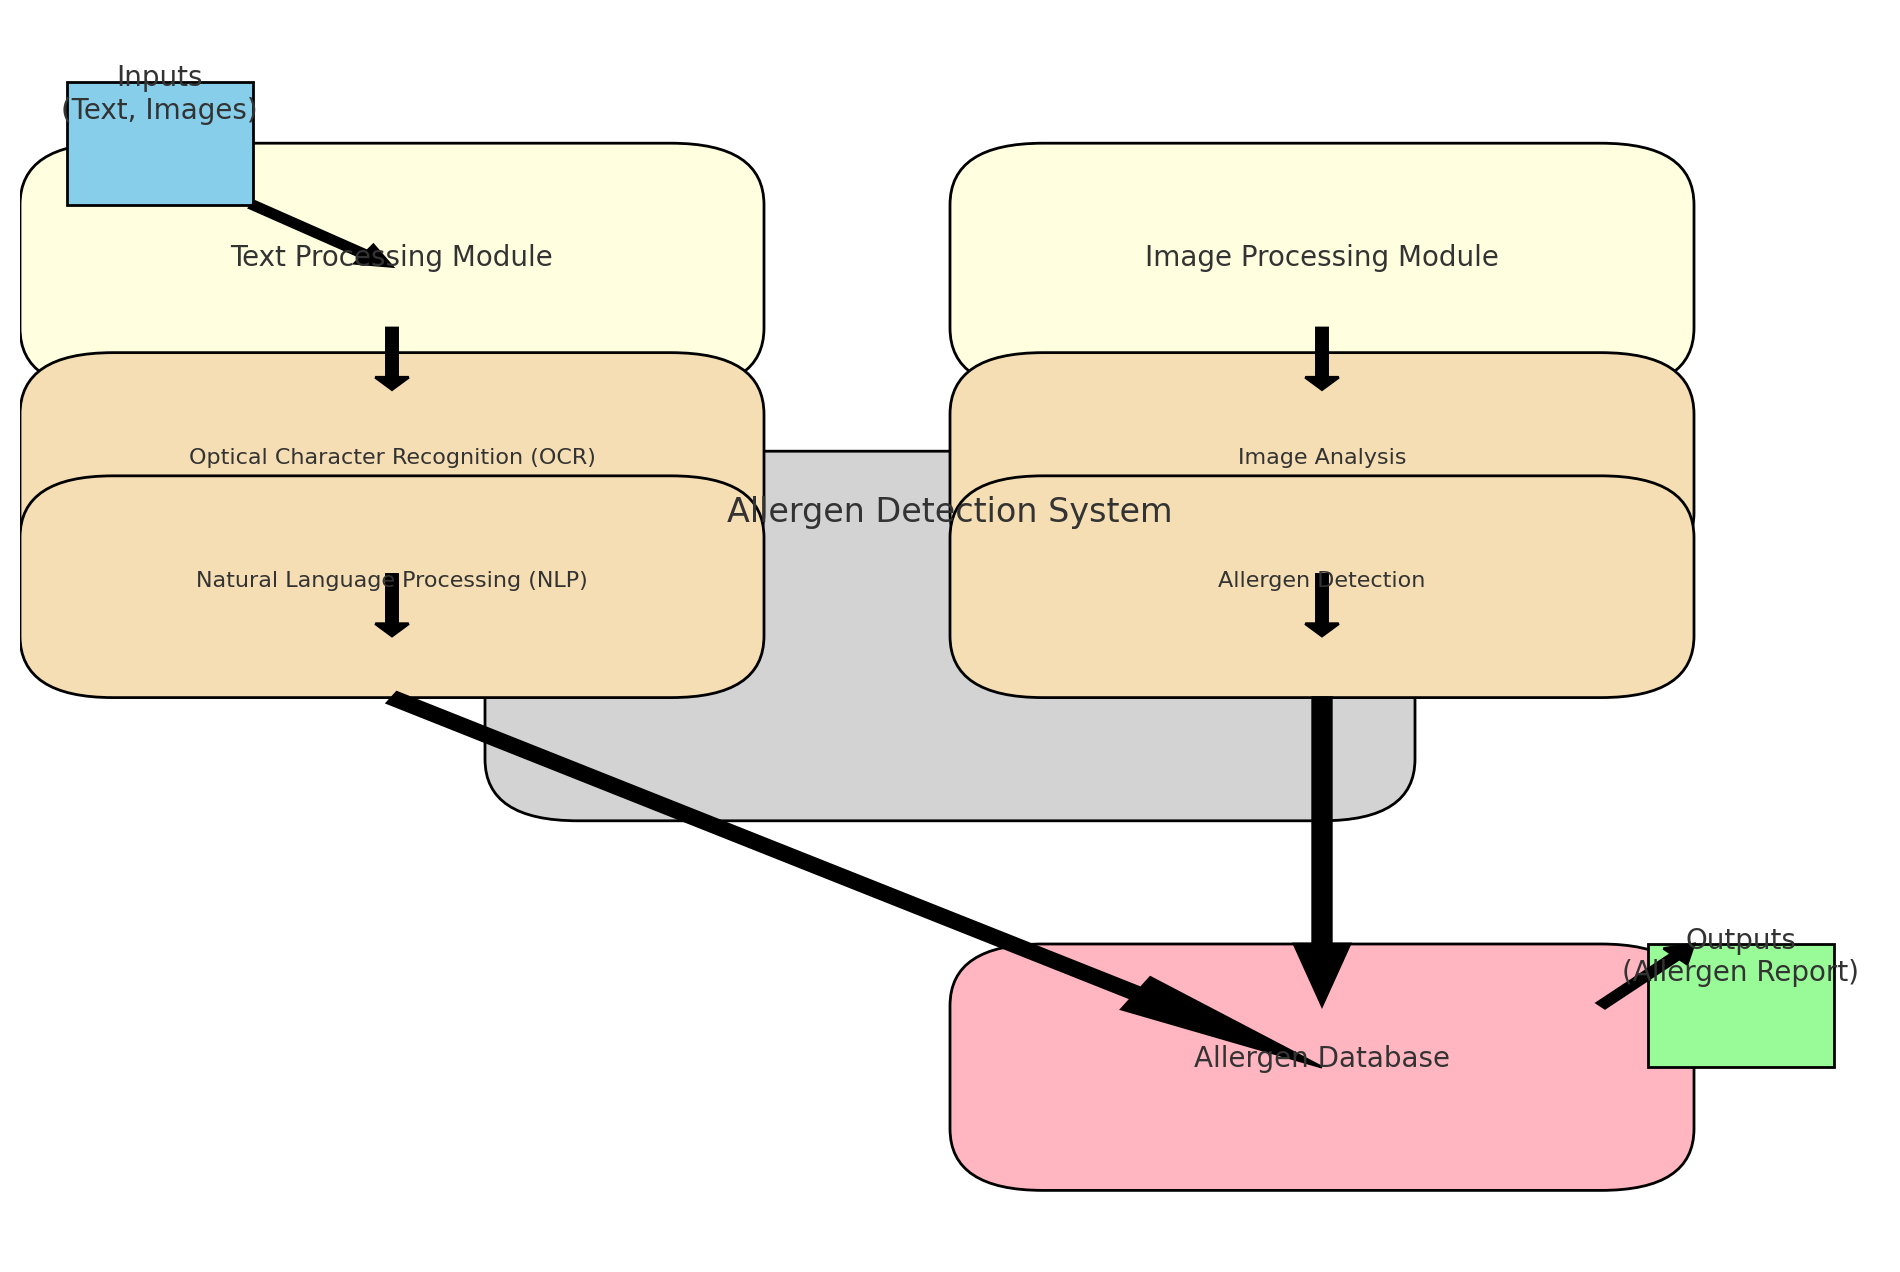 Inputs
(Text, Images)
Text Processing Module
Image Processing Module
Optical Character Recognition (OCR)
Image Analysis
Allergen Detection System
Natural Language Processing (NLP)
Allergen Detection
Outputs
(Allergen Report)
Allergen Database